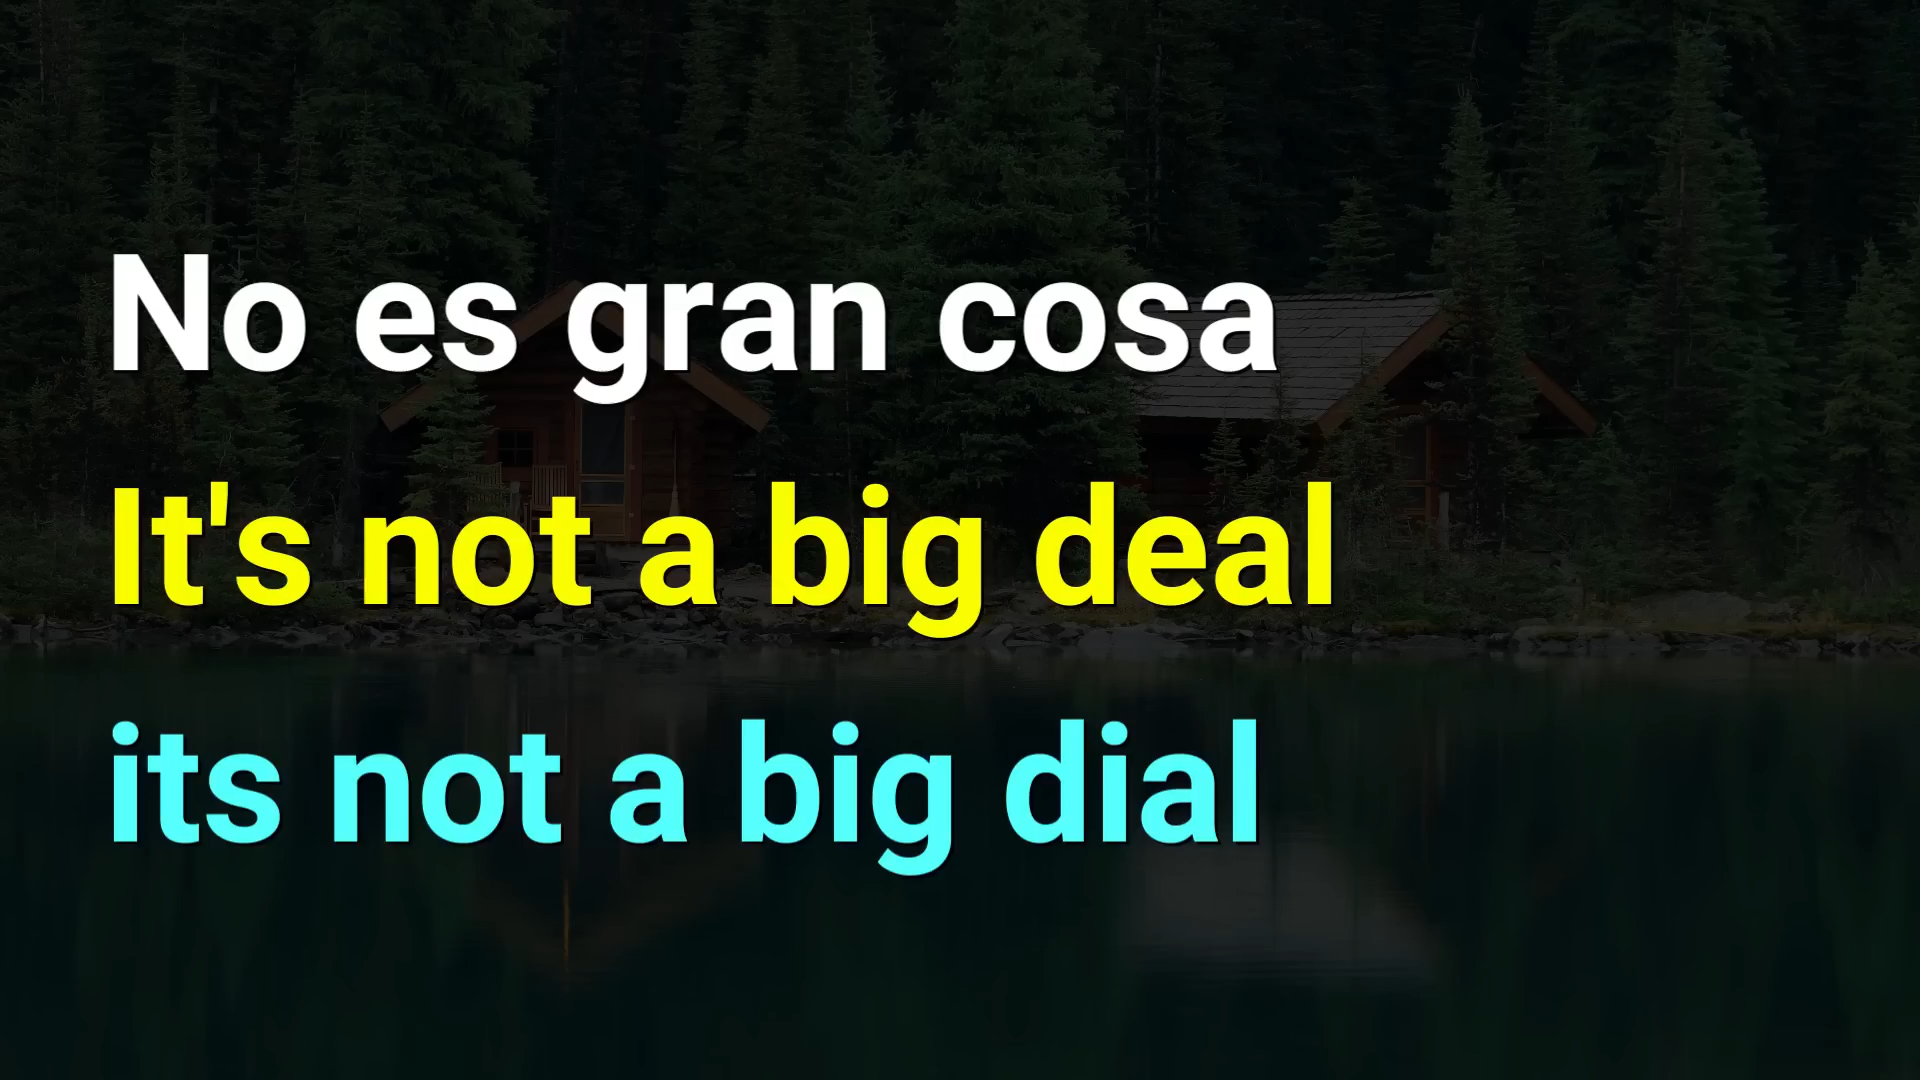 No es gran cosa
It's not a big deal
its not a big dial